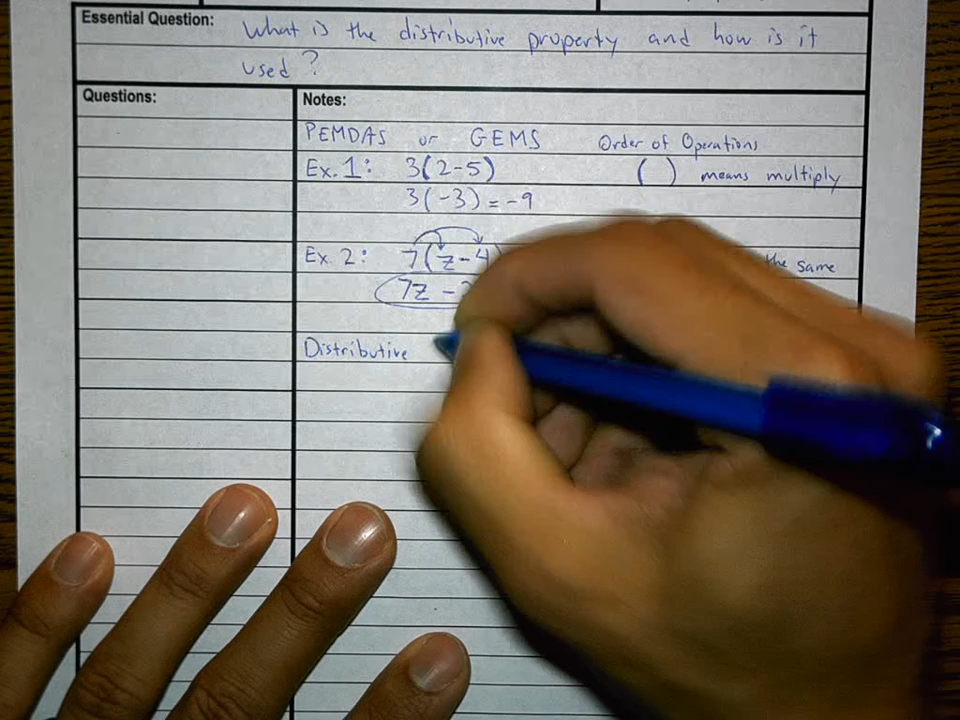 Essential Question: What is the distributive property and how is it
used?
Questions:
Notes:
PEMDAS or GEMS Order of Operations
Ex. 1: 3(2-5) ( ) means multiply
3(-3) = -9
Ex. 2: 7(z-4 the same
7z -
Distributive